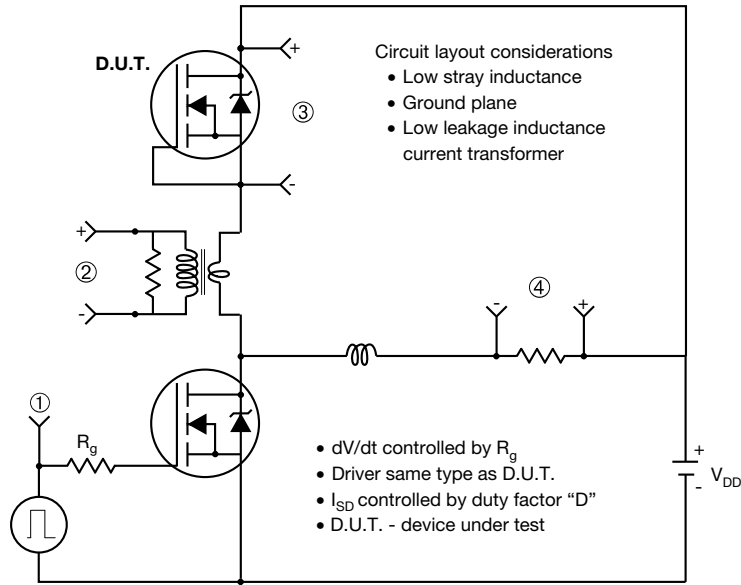 D.U.T.
+
③
-
Circuit layout considerations
• Low stray inductance
• Ground plane
• Low leakage inductance
current transformer
+
②
-
④
-
+
①
R_g
• dV/dt controlled by R_g
• Driver same type as D.U.T.
• I_SD controlled by duty factor “D”
• D.U.T. - device under test
+
V_DD
-